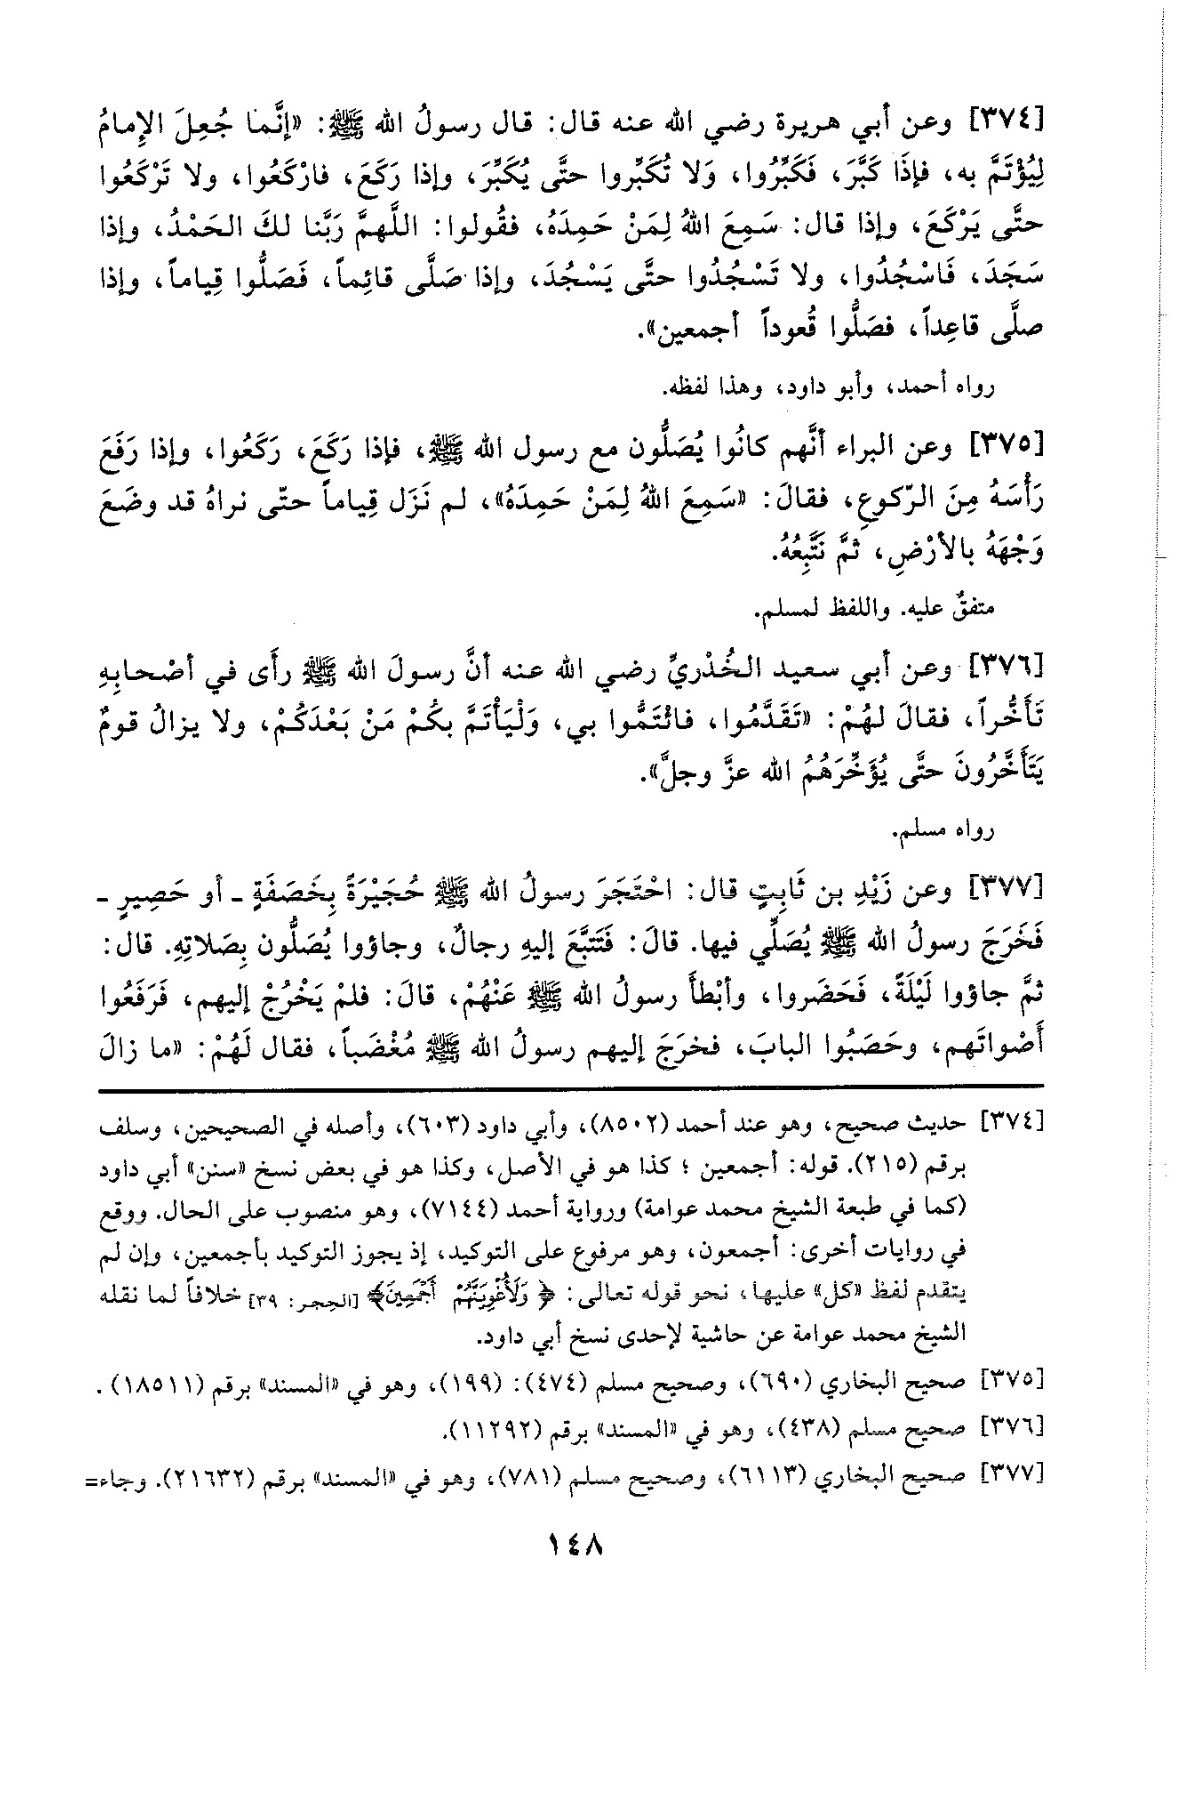 [٣٧٤] وعن أبي هريرة رضي الله عنه قال: قال رسولُ الله ﷺ: «إنَّما جُعِلَ الإِمامُ
لِيُؤْتَمَّ به، فإذَا كَبَّرَ، فَكَبِّرُوا، وَلا تُكَبِّروا حتَّى يُكَبِّرَ، وإذا رَكَعَ، فارْكَعُوا، ولا تَرْكَعُوا
حتَّى يَرْكَعَ، وإذا قال: سَمِعَ اللهُ لِمَنْ حَمِدَهُ، فقُولوا: اللَّهمَّ رَبَّنا لكَ الحَمْدُ، وإذا
سَجَدَ، فَاسْجُدُوا، ولا تَسْجُدُوا حتَّى يَسْجُدَ، وإذا صَلَّى قائِماً، فَصَلُّوا قِياماً، وإذا
صلَّى قاعِداً، فصَلُّوا قُعوداً أجمعين».
رواه أحمد، وأبو داود، وهذا لفظه.
[٣٧٥] وعن البراء أنَّهم كانُوا يُصَلُّون مع رسول الله ﷺ، فإذا رَكَعَ، رَكَعُوا، وإذا رَفَعَ
رَأْسَهُ مِنَ الرّكوعِ، فقالَ: «سَمِعَ اللهُ لِمَنْ حَمِدَهُ»، لم نَزَل قِياماً حتّى نراهُ قد وضَعَ
وَجْهَهُ بالأرْضِ، ثمَّ نَتَّبِعُهُ.
متفقٌ عليه. واللفظ لمسلم.
[٣٧٦] وعن أبي سعيد الخُذْريِّ رضي الله عنه أنَّ رسولَ الله ﷺ رأَى في أصْحابِهِ
تَأَخُّراً، فقالَ لهُمْ: «تَقَدَّمُوا، فائْتَمُّوا بي، وَلْيَأْتَمَّ بكُمْ مَنْ بَعْدَكُمْ، ولا يزالُ قومٌ
يَتَأَخَّرُونَ حتَّى يُؤَخِّرَهُمُ الله عزَّ وجلَّ».
رواه مسلم.
[٣٧٧] وعن زَيْدِ بن ثَابِتٍ قال: احْتَجَرَ رسولُ الله ﷺ حُجَيْرَةً بِخَصَفَةٍ ـ أو حَصِيرٍ ـ
فَخَرَجَ رسولُ الله ﷺ يُصَلِّي فيها. قالَ: فَتَتَبَّعَ إليهِ رجالٌ، وجاؤوا يُصَلُّون بِصَلاتِهِ. قال:
ثمَّ جاؤوا لَيْلَةً، فَحَضَروا، وأبْطأَ رسولُ الله ﷺ عَنْهُمْ، قالَ: فلمْ يَخْرُجْ إليهم، فَرَفَعُوا
أَصْواتَهم، وحَصَبُوا البابَ، فخرَجَ إليهم رسولُ الله ﷺ مُغْضَباً، فقال لَهُمْ: «ما زالَ
[٣٧٤] حديث صحيح، وهو عند أحمد (٨٥٠٢)، وأبي داود (٦٠٣)، وأصله في الصحيحين، وسلف
برقم (٢١٥). قوله: أجمعين ؛ كذا هو في الأصل، وكذا هو في بعض نسخ «سنن» أبي داود
(كما في طبعة الشيخ محمد عوامة) ورواية أحمد (٧١٤٤)، وهو منصوب على الحال. ووقع
في روايات أخرى: أجمعون، وهو مرفوع على التوكيد، إذ يجوز التوكيد بأجمعين، وإن لم
يتقدم لفظ «كل» عليها، نحو قوله تعالى: ﴿وَلَأُغْوِيَنَّهُمْ أَجْمَعِينَ﴾ [الحجر: ٣٩] خلافاً لما نقله
الشيخ محمد عوامة عن حاشية لإحدى نسخ أبي داود.
[٣٧٥] صحيح البخاري (٦٩٠)، وصحيح مسلم (٤٧٤): (١٩٩)، وهو في «المسند» برقم (١٨٥١١).
[٣٧٦] صحيح مسلم (٤٣٨)، وهو في «المسند» برقم (١١٢٩٢).
[٣٧٧] صحيح البخاري (٦١١٣)، وصحيح مسلم (٧٨١)، وهو في «المسند» برقم (٢١٦٣٢). وجاء=
١٤٨